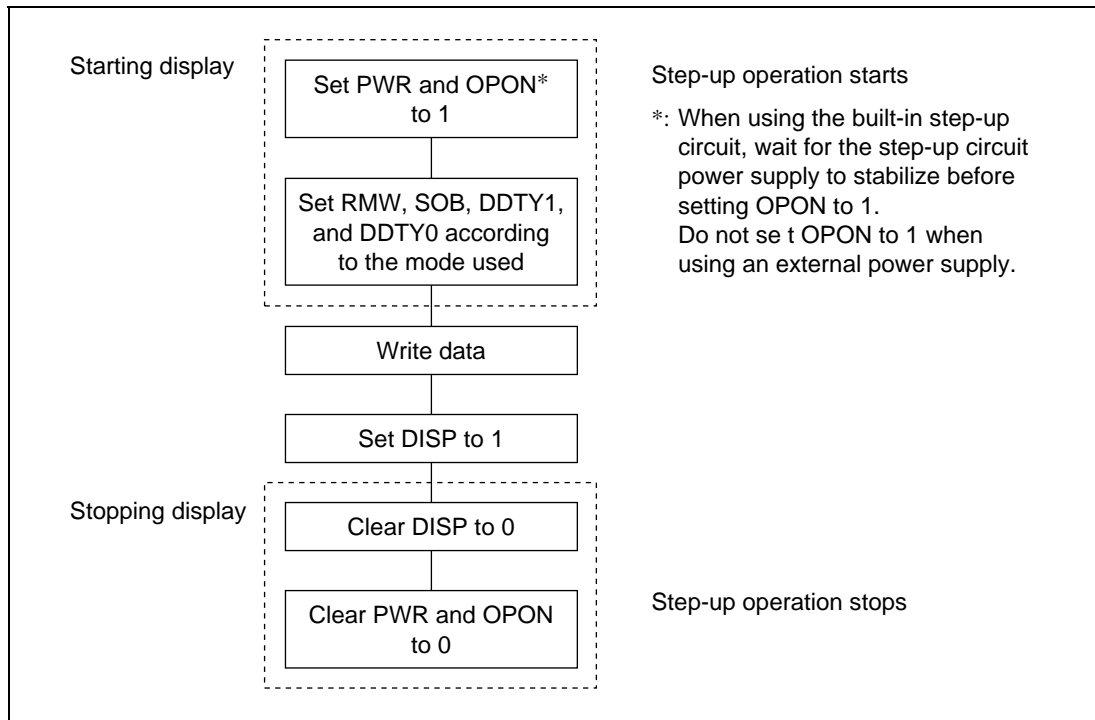 Starting display
Set PWR and OPON*
to 1
Step-up operation starts
*: When using the built-in step-up
circuit, wait for the step-up circuit
power supply to stabilize before
setting OPON to 1.
Do not se t OPON to 1 when
using an external power supply.
Set RMW, SOB, DDTY1,
and DDTY0 according
to the mode used
Write data
Set DISP to 1
Stopping display
Clear DISP to 0
Clear PWR and OPON
to 0
Step-up operation stops